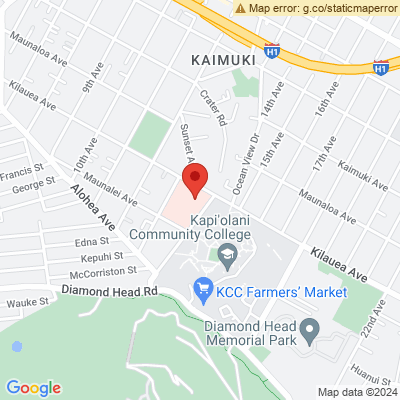 Map error: g.co/staticmaperror
Maunaloa Ave
9th Ave
KAIMUKI
H1
Kilauea Ave
Crater Rd
14th Ave
16th Ave
H1
Sunset A
Ocean View Dr
15th Ave
17th Ave
10th Ave
Francis St
George St
Maunalei Ave
Kaimuki Ave
Maunaloa Ave
Alohea Ave
Kapi'olani
Community College
Edna St
Kepuhi St
McCorriston St
Kilauea Ave
Diamond Head Rd
Wauke St
KCC Farmers' Market
Diamond Head
Memorial Park
22nd Ave
Huanui St
Google
Map data ©2024